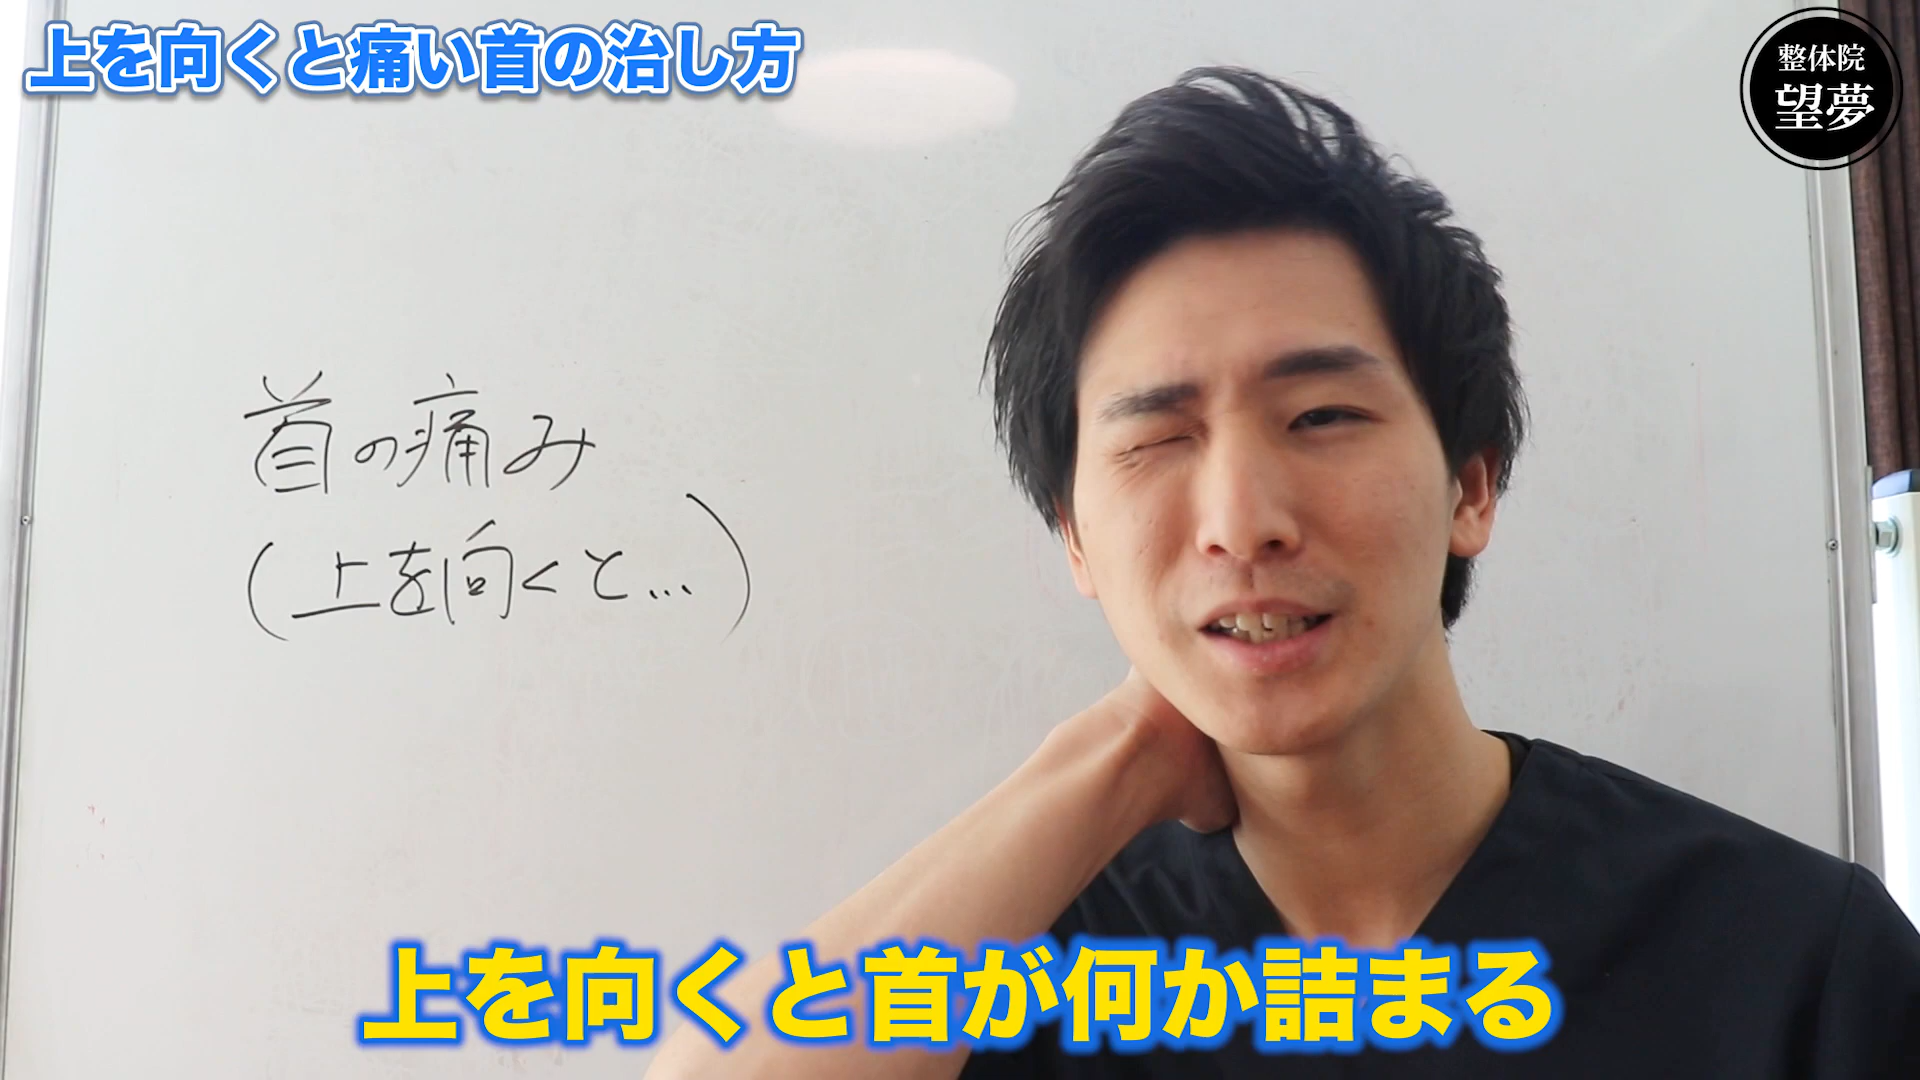 上を向くと痛い首の治し方
整体院
望夢
首の痛み
(上を向くと...)
上を向くと首が何か詰まる